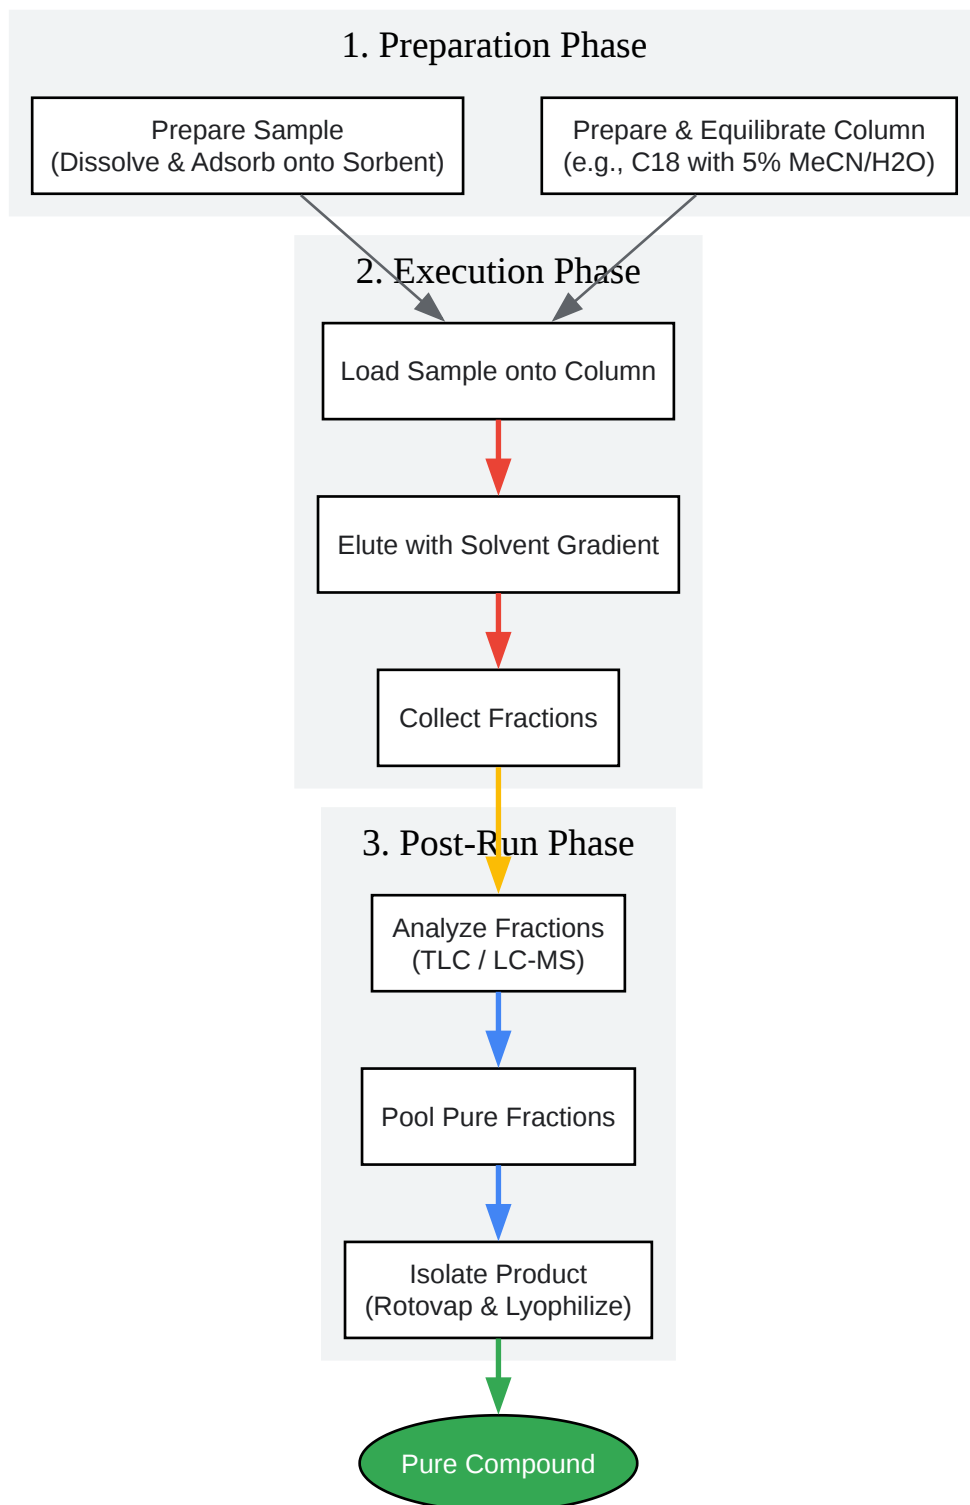 1. Preparation Phase
Prepare Sample
(Dissolve & Adsorb onto Sorbent)
Prepare & Equilibrate Column
(e.g., C18 with 5% MeCN/H2O)
2. Execution Phase
Load Sample onto Column
Elute with Solvent Gradient
Collect Fractions
3. Post-Run Phase
Analyze Fractions
(TLC / LC-MS)
Pool Pure Fractions
Isolate Product
(Rotovap & Lyophilize)
Pure Compound